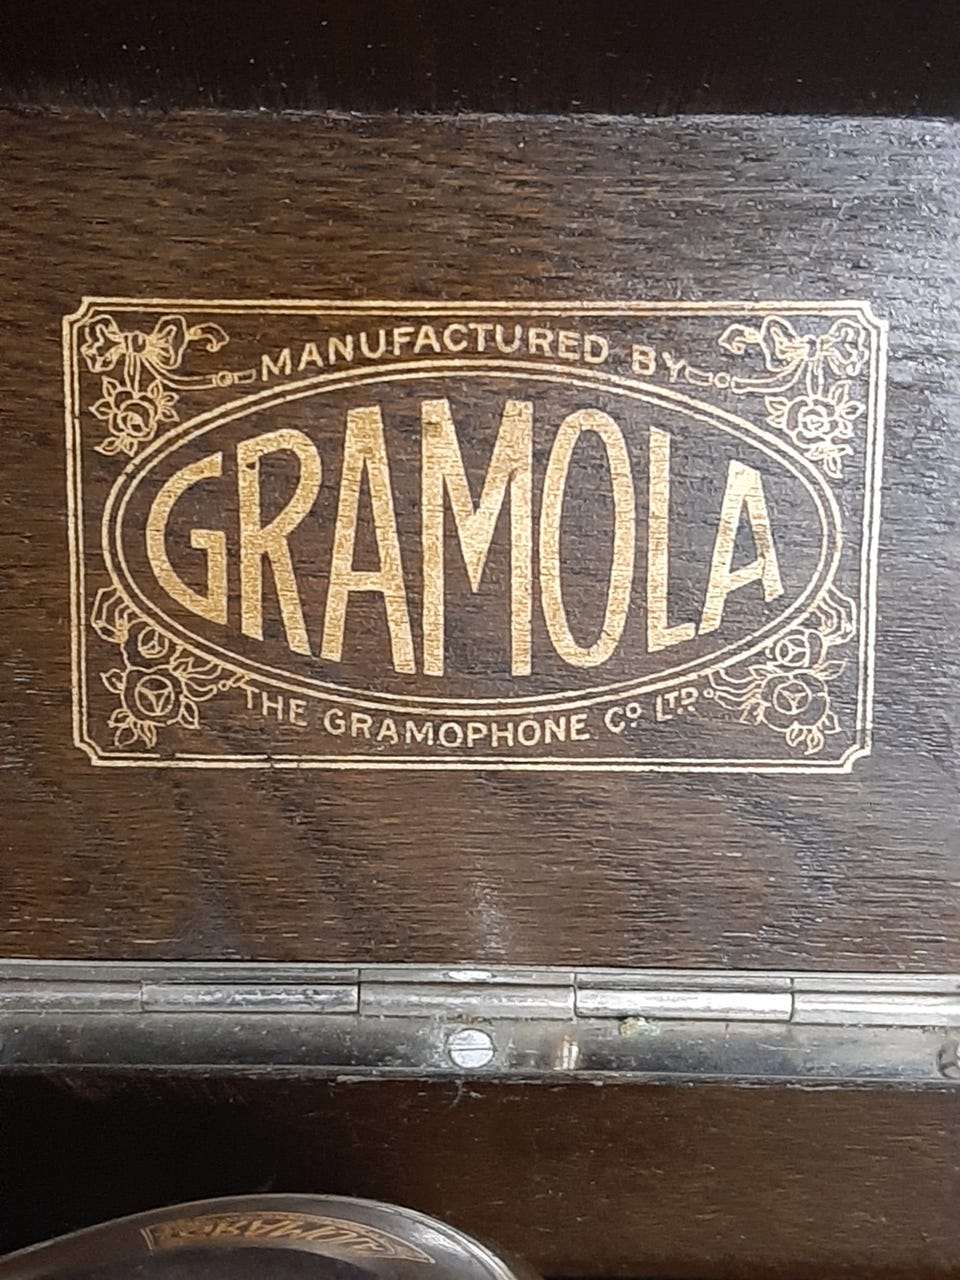 MANUFACTURED BY
GRAMOLA
THE GRAMOPHONE Cº LTD